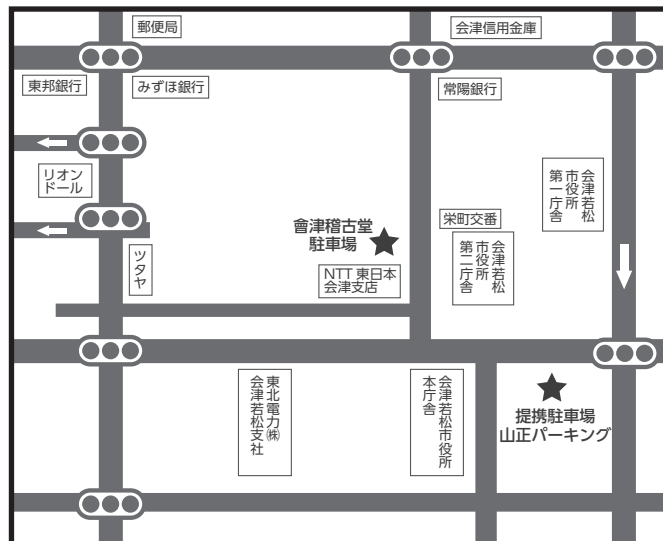 郵便局
会津信用金庫
東邦銀行
みずほ銀行
常陽銀行
リオン
ドール
会津若松
市役所
第一庁舎
會津稽古堂
駐車場
栄町交番
ツタヤ
NTT 東日本
会津支店
会津若松
市役所
第二庁舎
東北電力㈱
会津若松支社
会津若松市役所
本庁舎
提携駐車場
山正パーキング